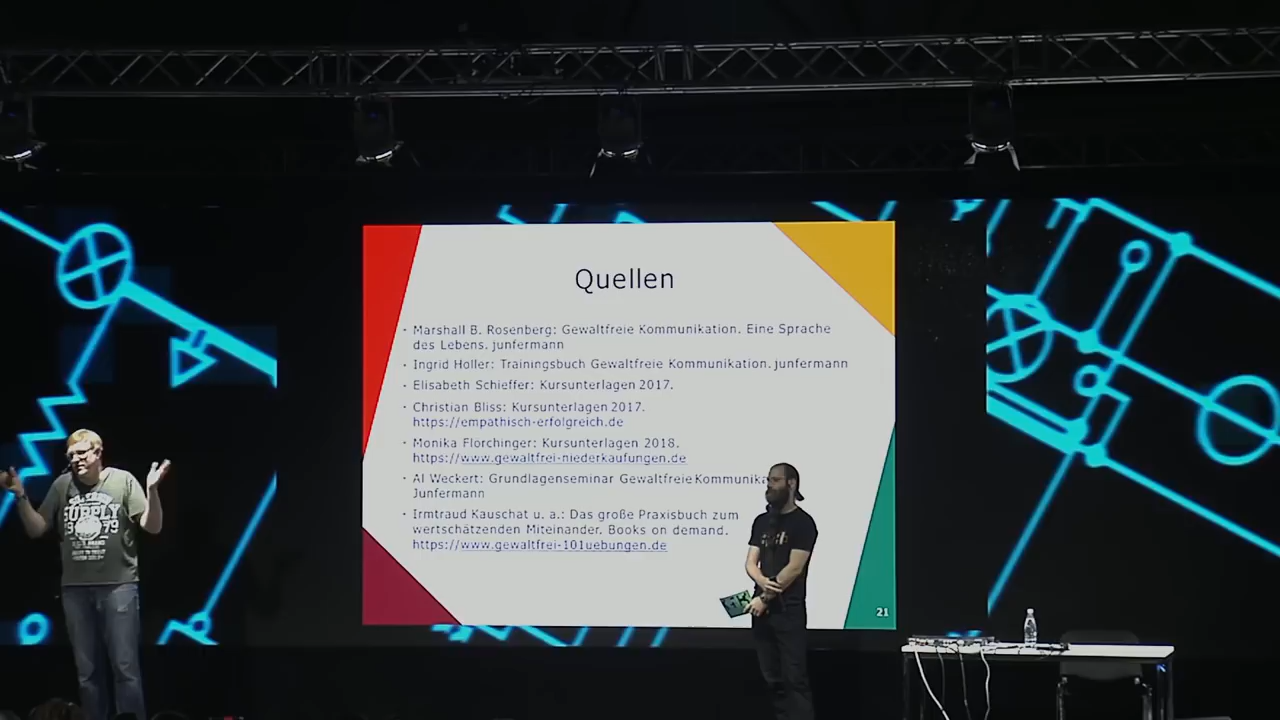 Quellen
· Marshall B. Rosenberg: Gewaltfreie Kommunikation. Eine Sprache
des Lebens. junfermann
· Ingrid Holler: Trainingsbuch Gewaltfreie Kommunikation. junfermann
· Elisabeth Schieffer: Kursunterlagen 2017.
· Christian Bliss: Kursunterlagen 2017.
https://empathisch-erfolgreich.de
· Monika Florchinger: Kursunterlagen 2018.
https://www.gewaltfrei-niederkaufungen.de
· Al Weckert: Grundlagenseminar Gewaltfreie Kommunika
Junfermann
· Irmtraud Kauschat u. a.: Das große Praxisbuch zum
wertschätzenden Miteinander. Books on demand.
https://www.gewaltfrei-101uebungen.de
21
SUPPLY
79